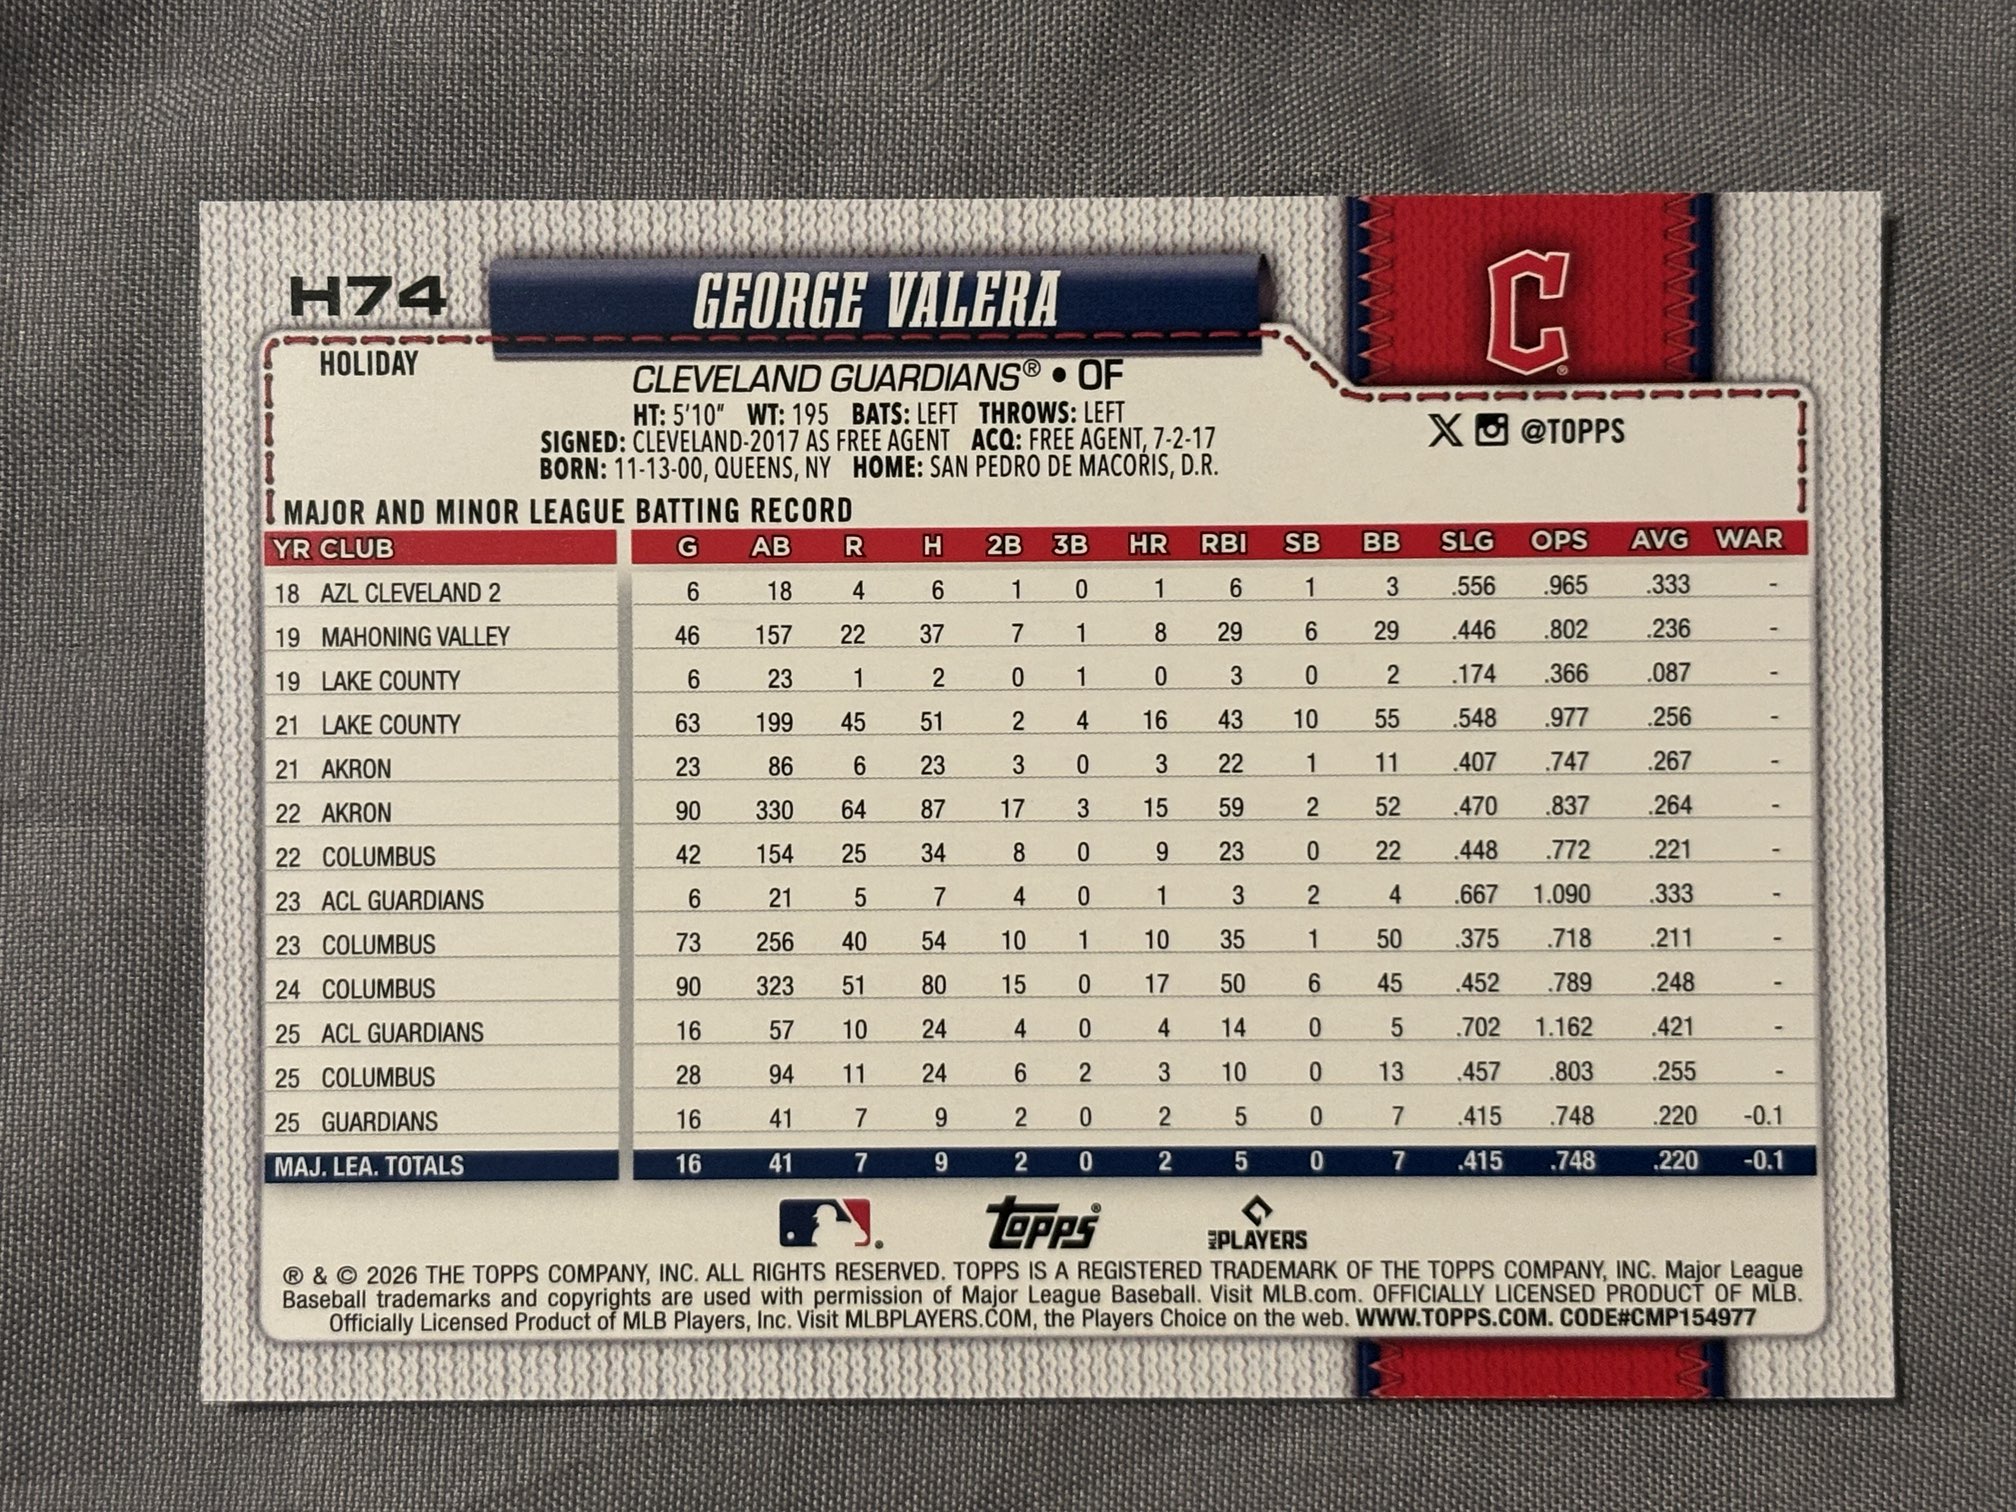 H74
GEORGE VALERA
C
HOLIDAY
CLEVELAND GUARDIANS® • OF
HT: 5'10" WT: 195 BATS: LEFT THROWS: LEFT
SIGNED: CLEVELAND-2017 AS FREE AGENT ACQ: FREE AGENT, 7-2-17
BORN: 11-13-00, QUEENS, NY HOME: SAN PEDRO DE MACORIS, D.R.
X @TOPPS
MAJOR AND MINOR LEAGUE BATTING RECORD
YR CLUB G AB R H 2B 3B HR RBI SB BB SLG OPS AVG WAR
18 AZL CLEVELAND 2 6 18 4 6 1 0 1 6 1 3 .556 .965 .333 -
19 MAHONING VALLEY 46 157 22 37 7 1 8 29 6 29 .446 .802 .236 -
19 LAKE COUNTY 6 23 1 2 0 1 0 3 0 2 .174 .366 .087 -
21 LAKE COUNTY 63 199 45 51 2 4 16 43 10 55 .548 .977 .256 -
21 AKRON 23 86 6 23 3 0 3 22 1 11 .407 .747 .267 -
22 AKRON 90 330 64 87 17 3 15 59 2 52 .470 .837 .264 -
22 COLUMBUS 42 154 25 34 8 0 9 23 0 22 .448 .772 .221 -
23 ACL GUARDIANS 6 21 5 7 4 0 1 3 2 4 .667 1.090 .333 -
23 COLUMBUS 73 256 40 54 10 1 10 35 1 50 .375 .718 .211 -
24 COLUMBUS 90 323 51 80 15 0 17 50 6 45 .452 .789 .248 -
25 ACL GUARDIANS 16 57 10 24 4 0 4 14 0 5 .702 1.162 .421 -
25 COLUMBUS 28 94 11 24 6 2 3 10 0 13 .457 .803 .255 -
25 GUARDIANS 16 41 7 9 2 0 2 5 0 7 .415 .748 .220 -0.1
MAJ. LEA. TOTALS 16 41 7 9 2 0 2 5 0 7 .415 .748 .220 -0.1
Topps® MLB PLAYERS
® & © 2026 THE TOPPS COMPANY, INC. ALL RIGHTS RESERVED. TOPPS IS A REGISTERED TRADEMARK OF THE TOPPS COMPANY, INC. Major League
Baseball trademarks and copyrights are used with permission of Major League Baseball. Visit MLB.com. OFFICIALLY LICENSED PRODUCT OF MLB.
Officially Licensed Product of MLB Players, Inc. Visit MLBPLAYERS.COM, the Players Choice on the web. WWW.TOPPS.COM. CODE#CMP154977